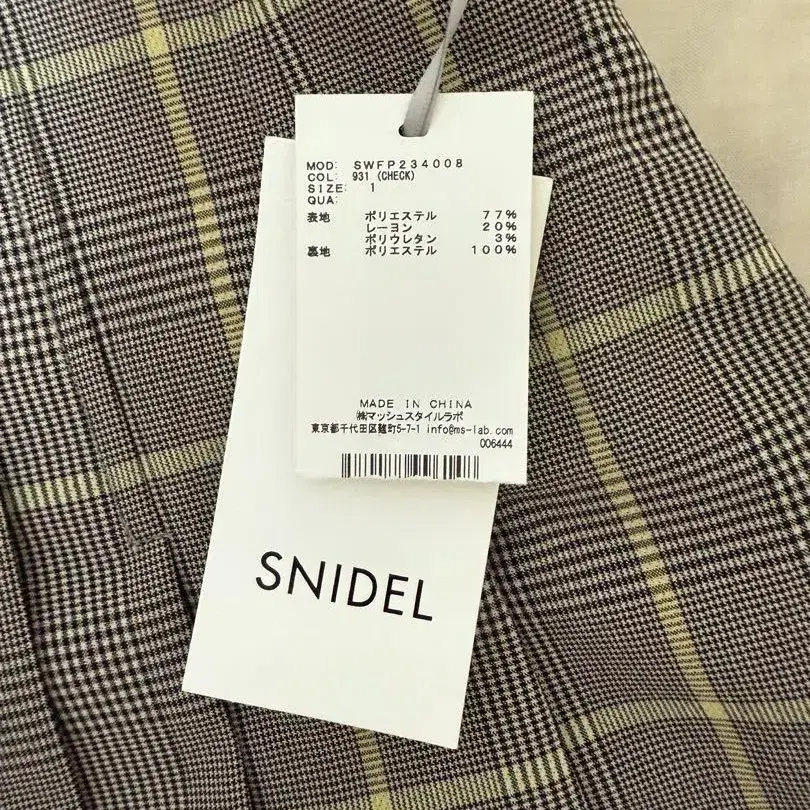 MOD: SWFP234008
COL: 931 (CHECK)
SIZE: 1
QUA:
表地 ポリエステル 77%
レーヨン 20%
ポリウレタン 3%
裏地 ポリエステル 100%
MADE IN CHINA
㈱マッシュスタイルラボ
東京都千代田区麹町5-7-1 info@ms-lab.com
006444
SNIDEL